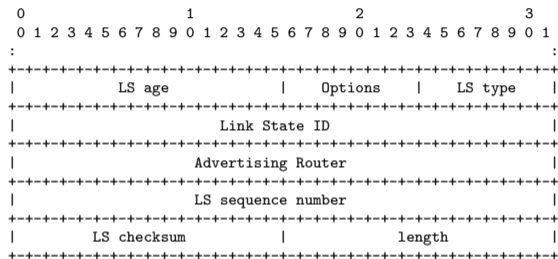 0                   1                   2                   3
0 1 2 3 4 5 6 7 8 9 0 1 2 3 4 5 6 7 8 9 0 1 2 3 4 5 6 7 8 9 0 1
:                                                               :
+-+-+-+-+-+-+-+-+-+-+-+-+-+-+-+-+-+-+-+-+-+-+-+-+-+-+-+-+-+-+-+-+
|            LS age             |    Options    |    LS type    |
+-+-+-+-+-+-+-+-+-+-+-+-+-+-+-+-+-+-+-+-+-+-+-+-+-+-+-+-+-+-+-+-+
|                        Link State ID                          |
+-+-+-+-+-+-+-+-+-+-+-+-+-+-+-+-+-+-+-+-+-+-+-+-+-+-+-+-+-+-+-+-+
|                     Advertising Router                        |
+-+-+-+-+-+-+-+-+-+-+-+-+-+-+-+-+-+-+-+-+-+-+-+-+-+-+-+-+-+-+-+-+
|                     LS sequence number                        |
+-+-+-+-+-+-+-+-+-+-+-+-+-+-+-+-+-+-+-+-+-+-+-+-+-+-+-+-+-+-+-+-+
|         LS checksum           |             length            |
+-+-+-+-+-+-+-+-+-+-+-+-+-+-+-+-+-+-+-+-+-+-+-+-+-+-+-+-+-+-+-+-+